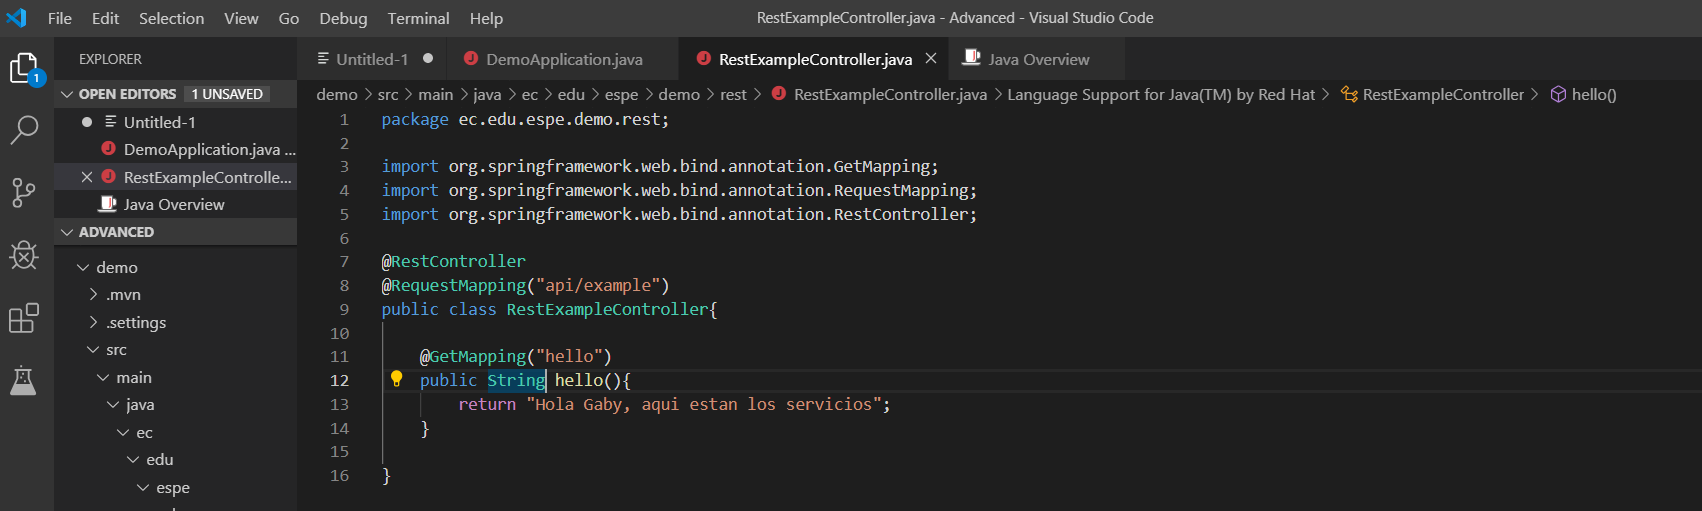 File Edit Selection View Go Debug Terminal Help RestExampleController.java - Advanced - Visual Studio Code
EXPLORER
OPEN EDITORS 1 UNSAVED
Untitled-1
DemoApplication.java ...
RestExampleControlle...
Java Overview
ADVANCED
demo
.mvn
.settings
src
main
java
ec
edu
espe
1
Untitled-1 DemoApplication.java RestExampleController.java Java Overview
demo > src > main > java > ec > edu > espe > demo > rest > RestExampleController.java > Language Support for Java(TM) by Red Hat > RestExampleController > hello()
1 package ec.edu.espe.demo.rest;
2
3 import org.springframework.web.bind.annotation.GetMapping;
4 import org.springframework.web.bind.annotation.RequestMapping;
5 import org.springframework.web.bind.annotation.RestController;
6
7 @RestController
8 @RequestMapping("api/example")
9 public class RestExampleController{
10
11 @GetMapping("hello")
12 public String hello(){
13 return "Hola Gaby, aqui estan los servicios";
14 }
15
16 }